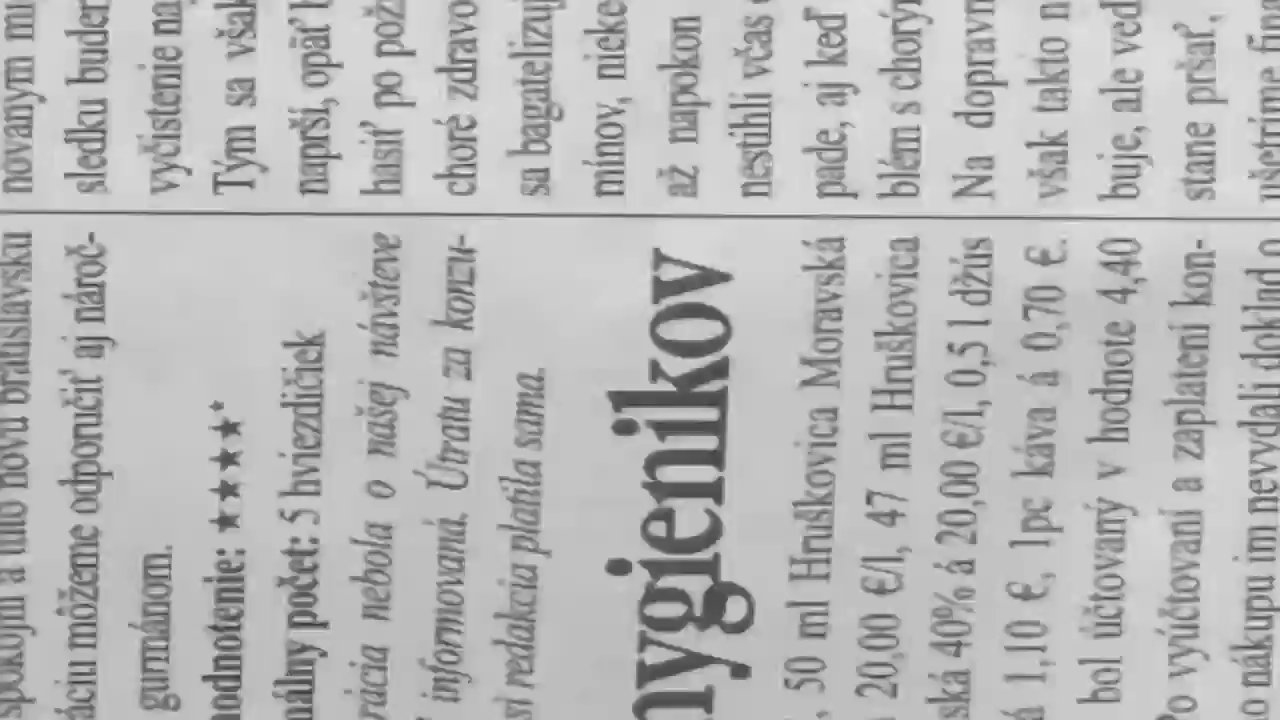 spokojní a túto novú bratislavskú
áciu môžeme odporučiť aj nároč-
gurmánom.
hodnotenie: ★★★★*
málny počet: 5 hviezdičiek
rácia nebola o našej návšteve
informovaná. Útratu za konzu-
si redakcia platila sama.
hygienikov
, 50 ml Hruškovica Moravská
20,00 €/l, 47 ml Hruškovica
ská 40% á 20,00 €/l, 0,5 l džús
á 1,10 €, 1pc káva á 0,70 €.
bol účtovaný v hodnote 4,40
Po vyúčtovaní a zaplatení kon-
o nákupu im nevydali doklad o
novaným
sledku buder
vyčistenie na
Tým sa však
naprší, opäť
hasiť po pož
choré zdravo
sa bagatelizuj
mínov, nieke
až napokon
nestihli včas
pade, aj keď
blém s chorý
Na dopravn
však takto n
buje, ale ved
stane pršať,
ušetríme fina